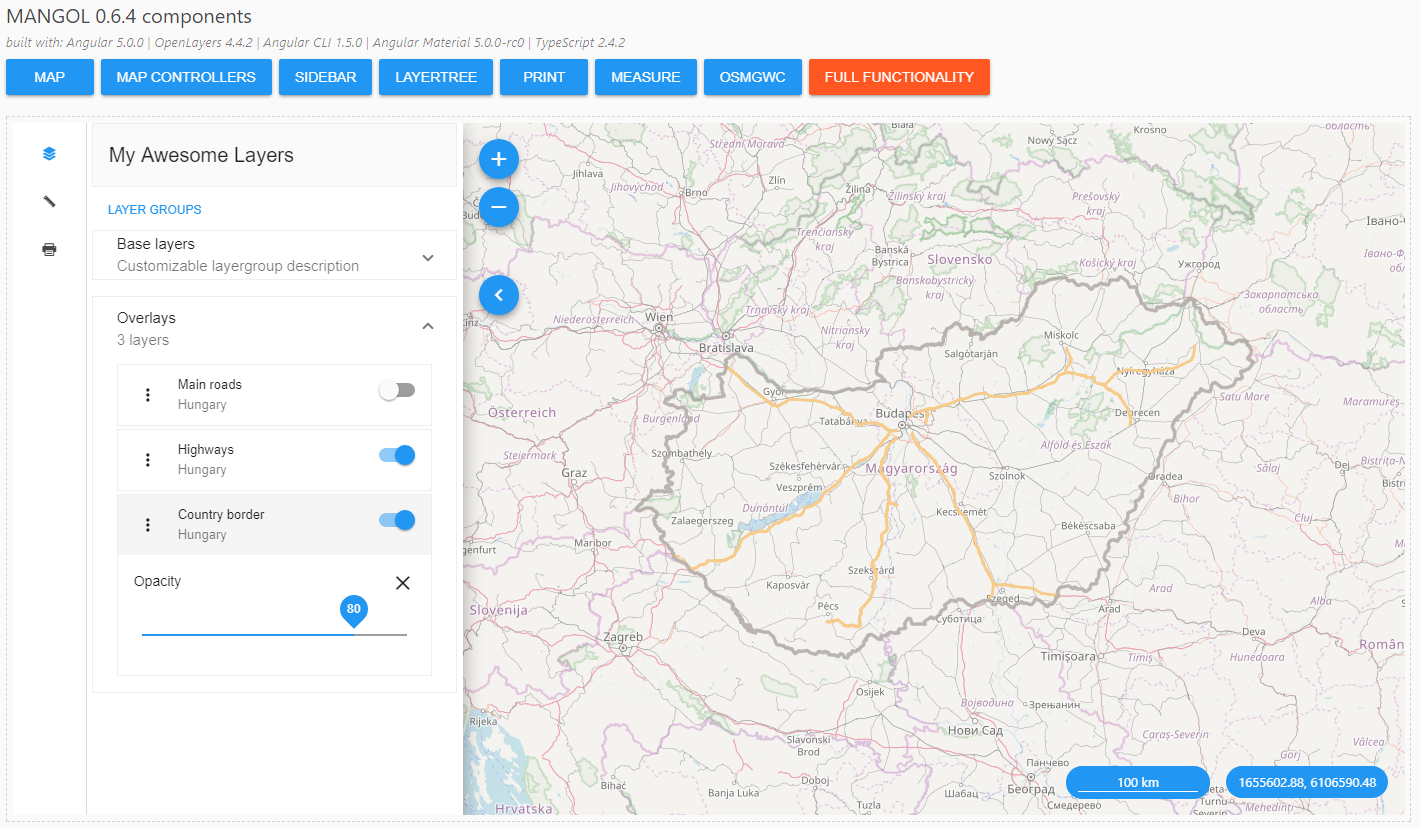 MANGOL 0.6.4 components
built with: Angular 5.0.0 | OpenLayers 4.4.2 | Angular CLI 1.5.0 | Angular Material 5.0.0-rc0 | TypeScript 2.4.2
MAP MAP CONTROLLERS SIDEBAR LAYERTREE PRINT MEASURE OSMGWC FULL FUNCTIONALITY
My Awesome Layers
LAYER GROUPS
Base layers
Customizable layergroup description
Overlays
3 layers
Main roads
Hungary
HIghways
Hungary
Country border
Hungary
Opacity
80
Biała
Krosno
область
Střední Morava
Nowy Sącz
Jihlava
Zlín
Jihovýchod
Brno
Žilina
Žilinský kraj
Prešovský
kraj
Івано-
Trenčiansky
kraj
Banská
Bystrica
Slovensko
Košický kraj
Ужгород
Banskobystrický
kraj
Закарпатська
область
Niederösterreich
Wien
Trnavský kraj
Nitriansky
kraj
Bratislava
Miskolc
Salgótarján
Nyíregyháza
Győr
Satu Mare
Maramureș
Österreich
Burgenland
Tatabánya
Budapest
Debrecen
Alföld és Észak
Steiermark
Szombathely
Székesfehérvár
Magyarország
Graz
Veszprém
Szolnok
Oradea
Sălaj
Dej
Bihor
Dunántúl
Zalaegerszeg
Kecskemét
Békéscsaba
Cluj
Maribor
Kaposvár
Szekszárd
Szeged
Arad
Alba
Slovenija
Pécs
Arad
Суботица
Zagreb
Deva
Român
Timișoara
Timiș
Hunedoara
Osijek
Војводина
Зрењанин
Rijeka
Slavonski
Brod
Нови Сад
Caraș-Severin
Vâlcea
Gorj
Bihać
Doboj
Панчево
Banja Luka
Шабац
Београд
Hrvatska
Tuzla
Смедерево
Turnu
Severin
Mehedinți
100 km
1655602.88, 6106590.48